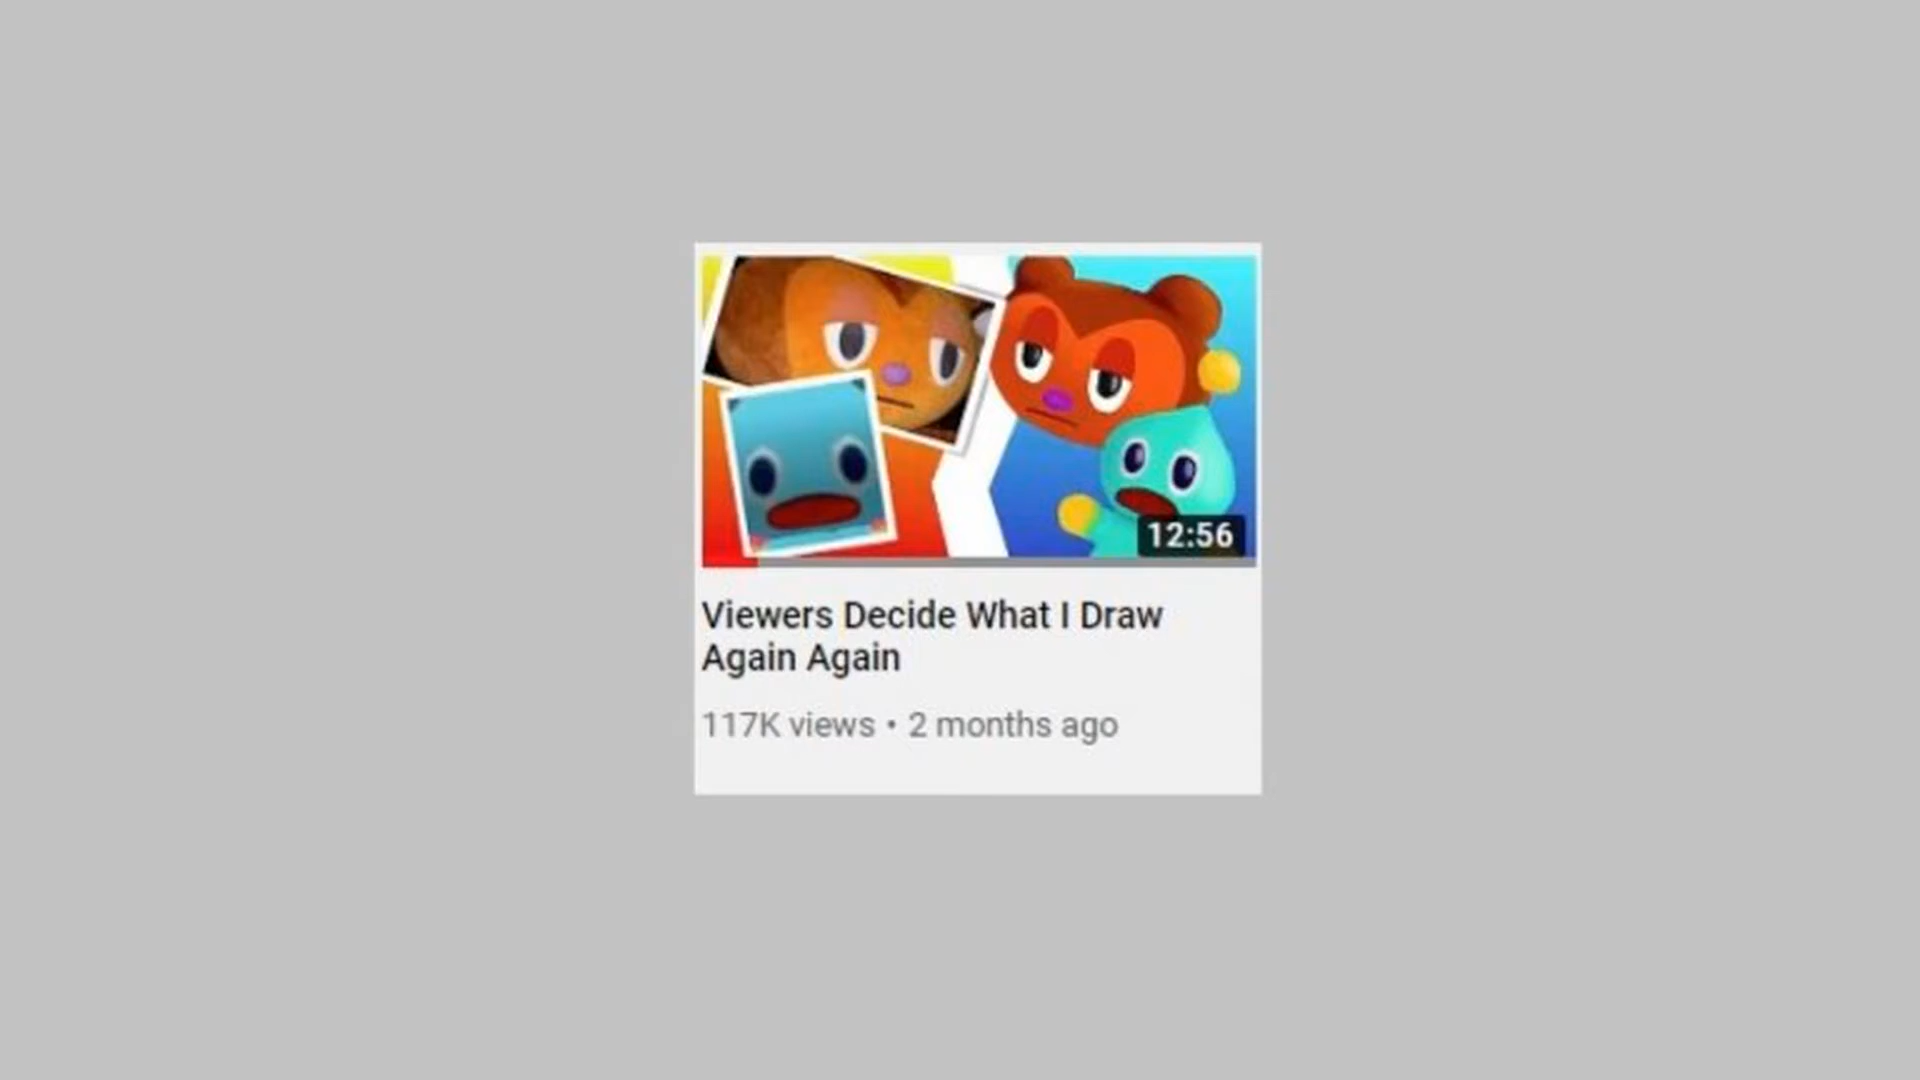 12:56
Viewers Decide What I Draw
Again Again
117K views • 2 months ago